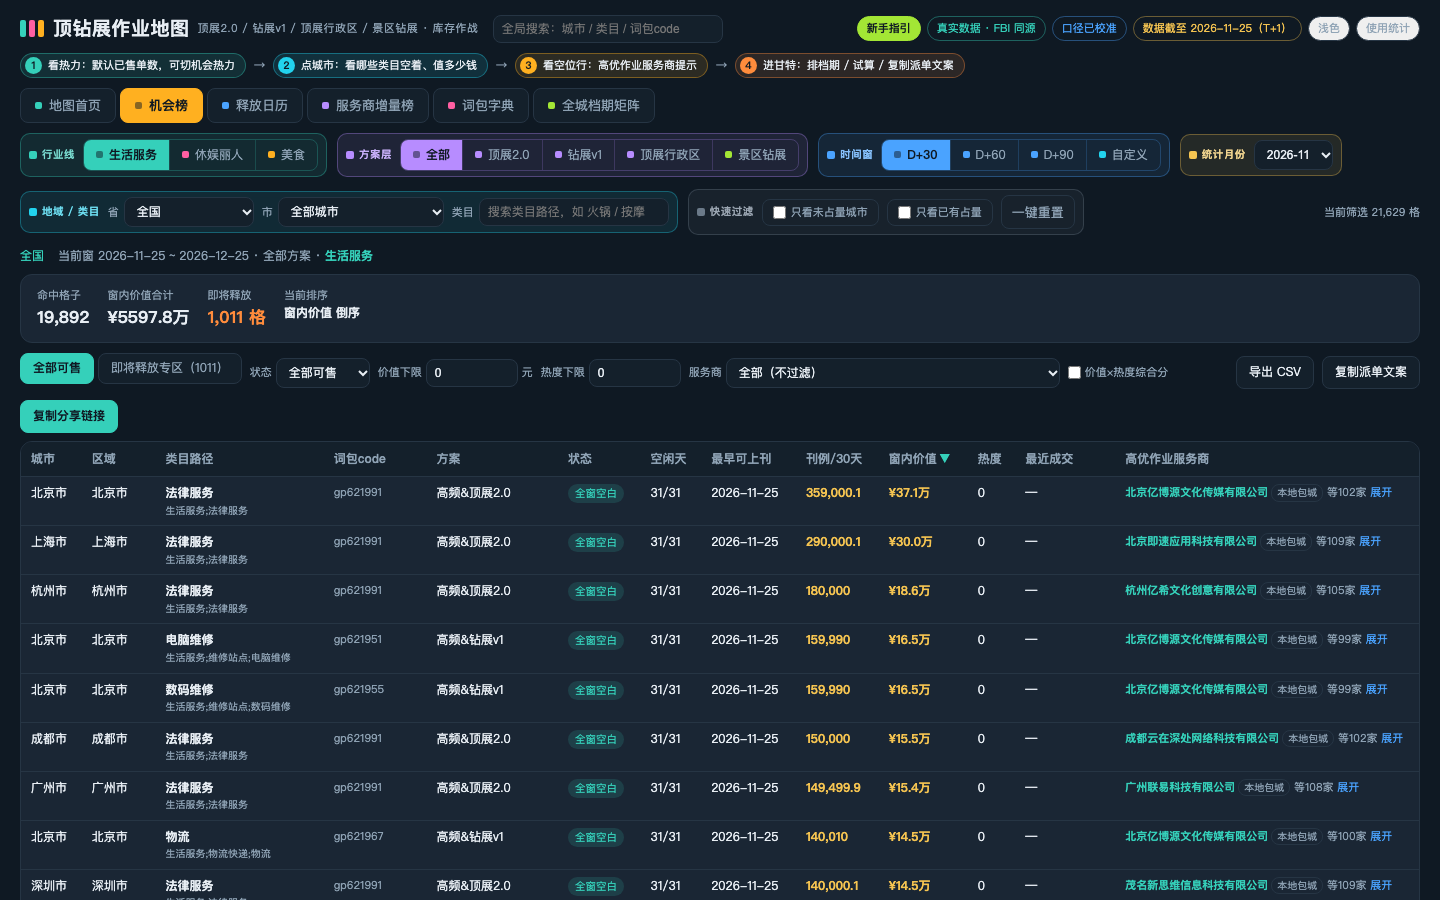 顶钻展作业地图 顶展2.0 / 钻展v1 / 顶展行政区 / 景区钻展 · 库存作战 全局搜索：城市 / 类目 / 词包code 新手指引 真实数据 · FBI 同源 口径已校准 数据截至 2026-11-25（T+1） 浅色 使用统计
1 看热力：默认已售单数，可切机会热力 → 2 点城市：看哪些类目空着、值多少钱 → 3 看空位行：高优作业服务商提示 → 4 进甘特：排档期 / 试算 / 复制派单文案
地图首页 机会榜 释放日历 服务商增量榜 词包字典 全城档期矩阵
行业线 生活服务 休娱丽人 美食 方案层 全部 顶展2.0 钻展v1 顶展行政区 景区钻展 时间窗 D+30 D+60 D+90 自定义 统计月份 2026-11
地域 / 类目 省 全国 市 全部城市 类目 搜索类目路径，如 火锅 / 按摩 快速过滤 只看未占量城市 只看已有占量 一键重置 当前筛选 21,629 格
全国 当前窗 2026-11-25 ~ 2026-12-25 · 全部方案 · 生活服务
命中格子 窗内价值合计 即将释放 当前排序
19,892 ¥5597.8万 1,011 格 窗内价值 倒序
全部可售 即将释放专区（1011） 状态 全部可售 价值下限 0 元 热度下限 0 服务商 全部（不过滤） 价值×热度综合分 导出 CSV 复制派单文案
复制分享链接
城市 区域 类目路径 词包code 方案 状态 空闲天 最早可上刊 刊例/30天 窗内价值▼ 热度 最近成交 高优作业服务商
北京市 北京市 法律服务 gp621991 高频&顶展2.0 全窗空白 31/31 2026-11-25 359,000.1 ¥37.1万 0 — 北京亿博源文化传媒有限公司 本地包城 等102家 展开
生活服务;法律服务
上海市 上海市 法律服务 gp621991 高频&顶展2.0 全窗空白 31/31 2026-11-25 290,000.1 ¥30.0万 0 — 北京即速应用科技有限公司 本地包城 等109家 展开
生活服务;法律服务
杭州市 杭州市 法律服务 gp621991 高频&顶展2.0 全窗空白 31/31 2026-11-25 180,000 ¥18.6万 0 — 杭州亿希文化创意有限公司 本地包城 等105家 展开
生活服务;法律服务
北京市 北京市 电脑维修 gp621951 高频&钻展v1 全窗空白 31/31 2026-11-25 159,990 ¥16.5万 0 — 北京亿博源文化传媒有限公司 本地包城 等99家 展开
生活服务;维修站点;电脑维修
北京市 北京市 数码维修 gp621955 高频&钻展v1 全窗空白 31/31 2026-11-25 159,990 ¥16.5万 0 — 北京亿博源文化传媒有限公司 本地包城 等99家 展开
生活服务;维修站点;数码维修
成都市 成都市 法律服务 gp621991 高频&顶展2.0 全窗空白 31/31 2026-11-25 150,000 ¥15.5万 0 — 成都云在深处网络科技有限公司 本地包城 等102家 展开
生活服务;法律服务
广州市 广州市 法律服务 gp621991 高频&顶展2.0 全窗空白 31/31 2026-11-25 149,499.9 ¥15.4万 0 — 广州联易科技有限公司 本地包城 等108家 展开
生活服务;法律服务
北京市 北京市 物流 gp621967 高频&钻展v1 全窗空白 31/31 2026-11-25 140,010 ¥14.5万 0 — 北京亿博源文化传媒有限公司 本地包城 等100家 展开
生活服务;物流快递;物流
深圳市 深圳市 法律服务 gp621991 高频&顶展2.0 全窗空白 31/31 2026-11-25 140,000.1 ¥14.5万 0 — 茂名新思维信息科技有限公司 本地包城 等109家 展开